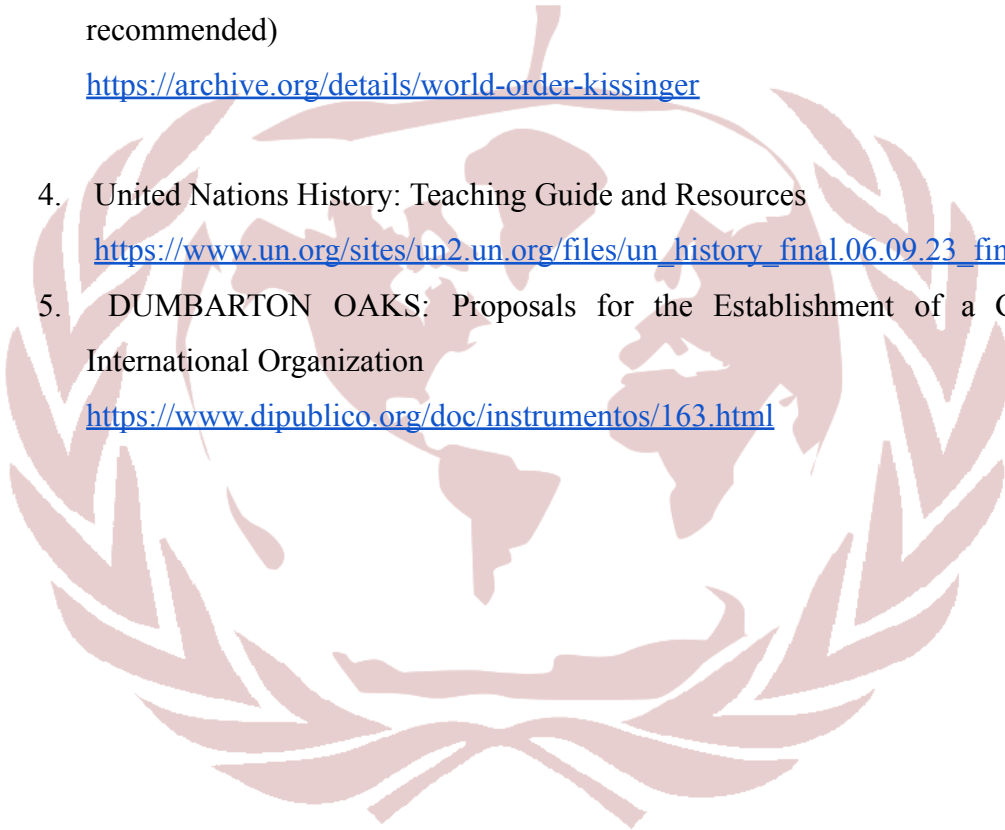 recommended)
https://archive.org/details/world-order-kissinger
4. United Nations History: Teaching Guide and Resources
https://www.un.org/sites/un2.un.org/files/un_history_final.06.09.23_fin
5. DUMBARTON OAKS: Proposals for the Establishment of a
International Organization
https://www.dipublico.org/doc/instrumentos/163.html